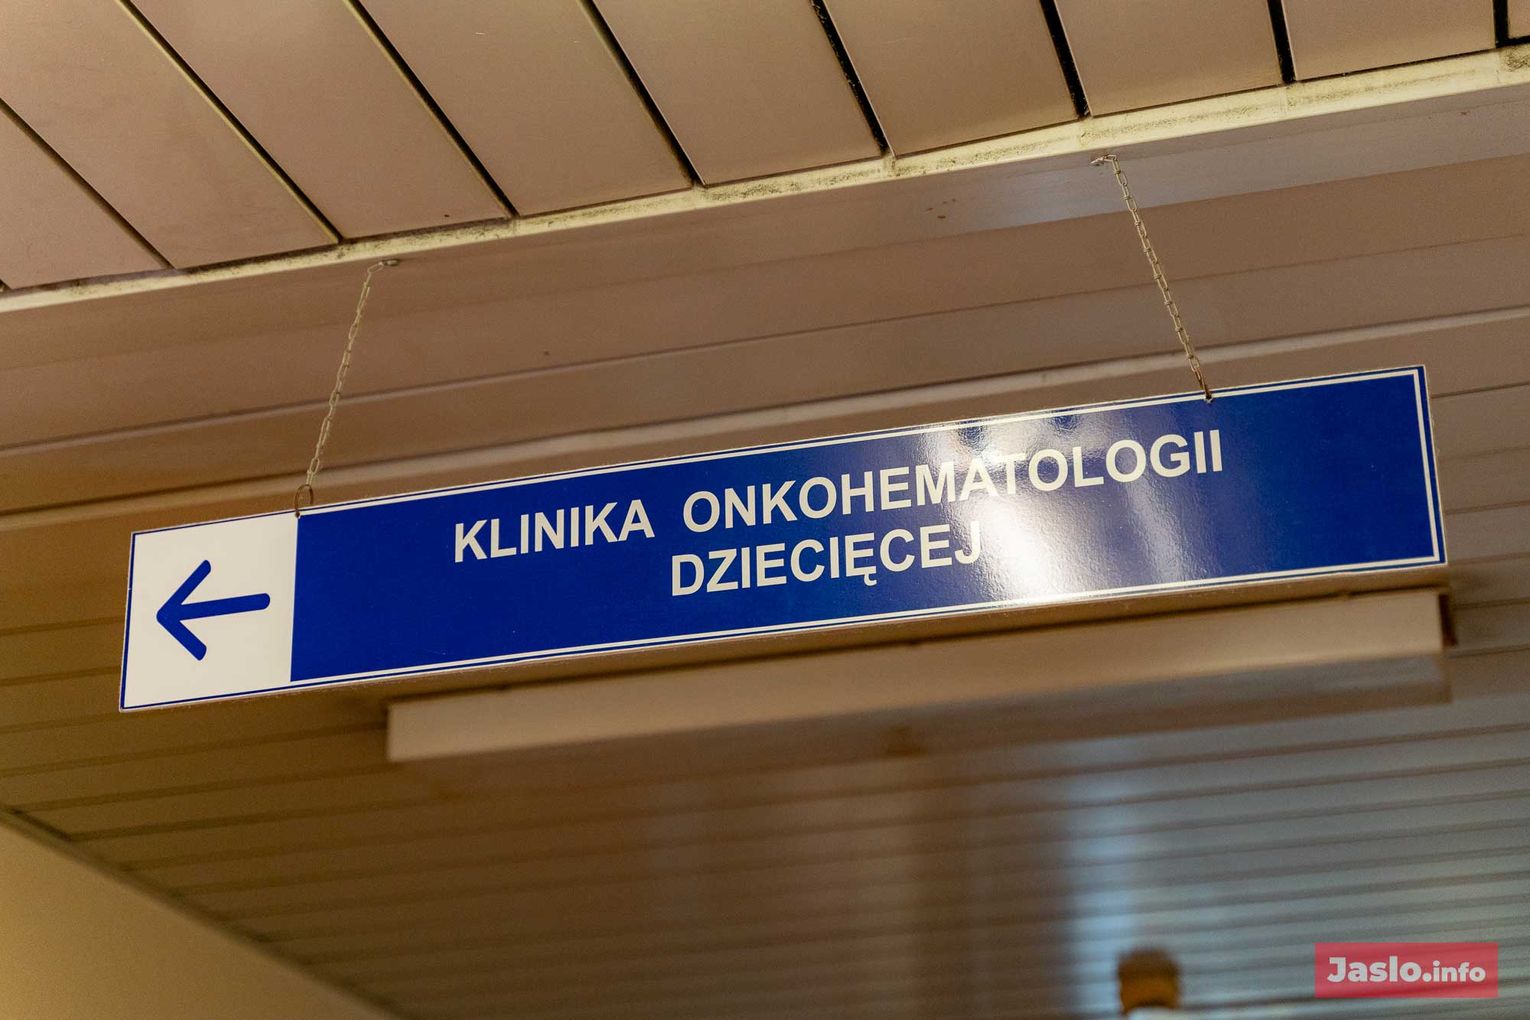 KLINIKA ONKOHEMATOLOGII
DZIECIĘCEJ
Jaslo.info